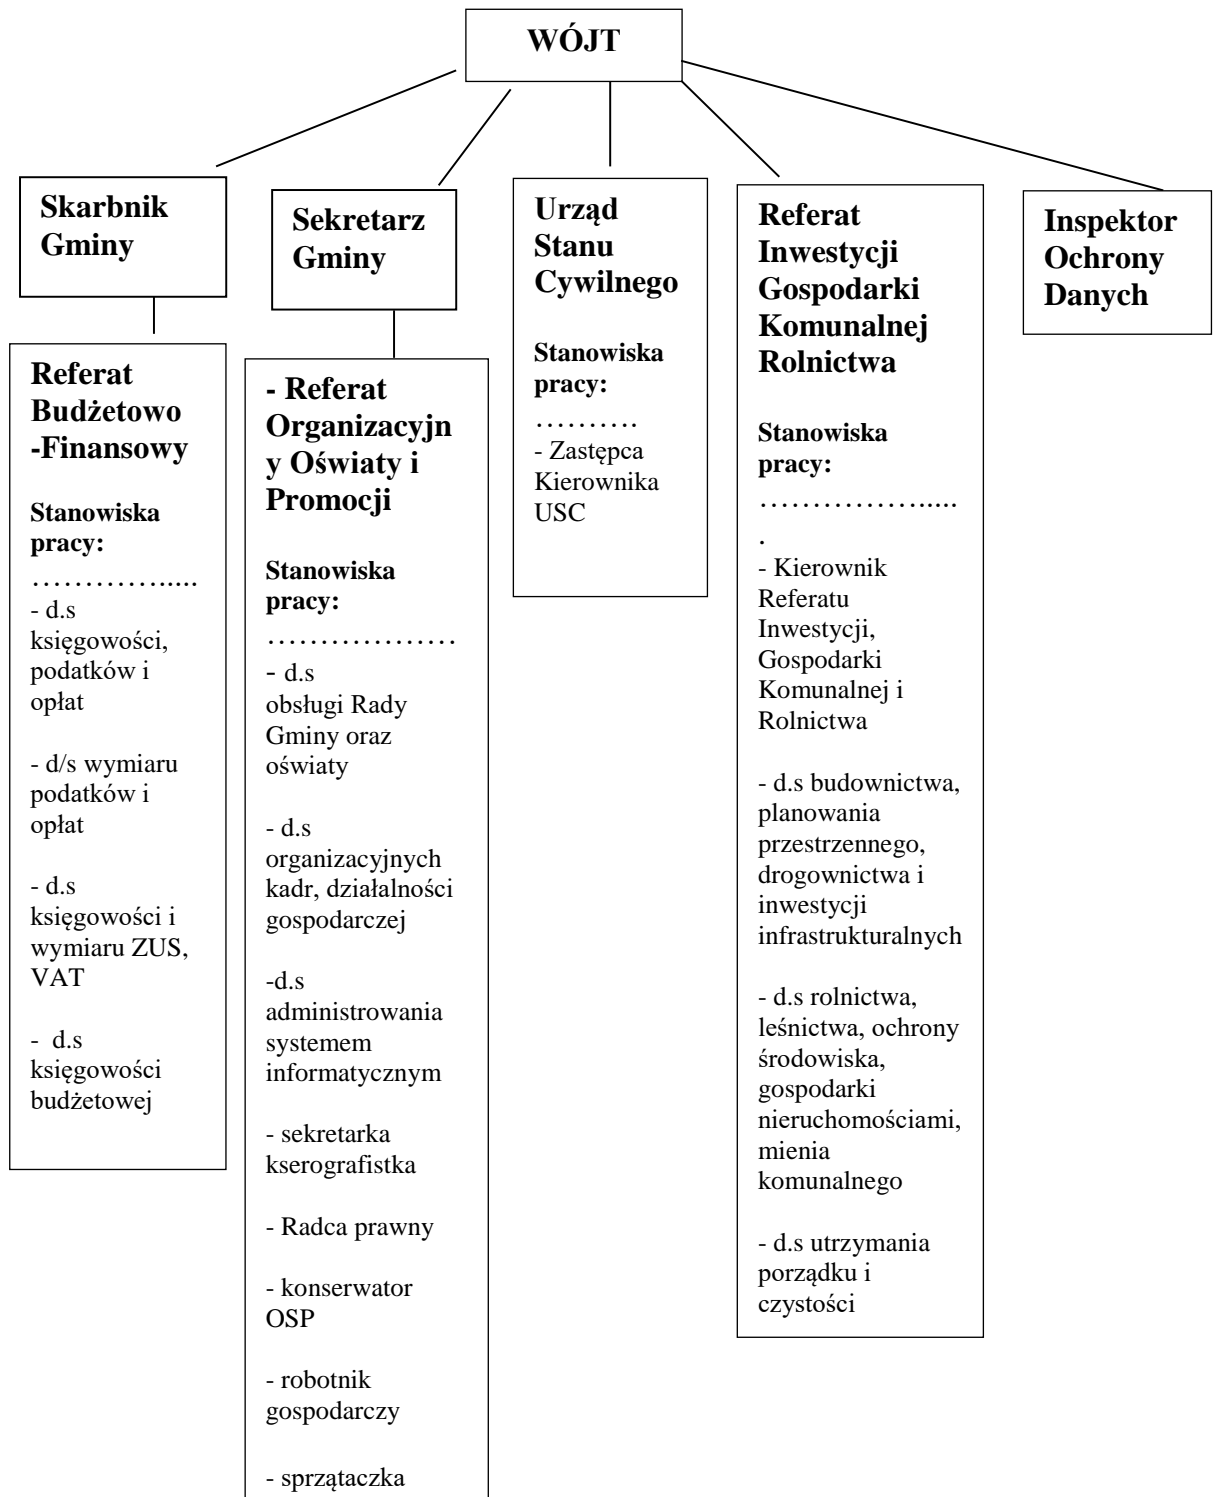 WÓJT
Skarbnik
Gminy
Sekretarz
Gminy
Urząd
Stanu
Cywilnego
Stanowiska
pracy:
……….
- Zastępca
Kierownika
USC
Referat
Inwestycji
Gospodarki
Komunalnej
Rolnictwa
Stanowiska
pracy:
…………….....
.
- Kierownik
Referatu
Inwestycji,
Gospodarki
Komunalnej i
Rolnictwa
- d.s budownictwa,
planowania
przestrzennego,
drogownictwa i
inwestycji
infrastrukturalnych
- d.s rolnictwa,
leśnictwa, ochrony
środowiska,
gospodarki
nieruchomościami,
mienia
komunalnego
- d.s utrzymania
porządku i
czystości
Inspektor
Ochrony
Danych
Referat
Budżetowo
-Finansowy
Stanowiska
pracy:
………….....
- d.s
księgowości,
podatków i
opłat
- d/s wymiaru
podatków i
opłat
- d.s
księgowości i
wymiaru ZUS,
VAT
- d.s
księgowości
budżetowej
- Referat
Organizacyjn
y Oświaty i
Promocji
Stanowiska
pracy:
………………
- d.s
obsługi Rady
Gminy oraz
oświaty
- d.s
organizacyjnych
kadr, działalności
gospodarczej
-d.s
administrowania
systemem
informatycznym
- sekretarka
kserografistka
- Radca prawny
- konserwator
OSP
- robotnik
gospodarczy
- sprzątaczka